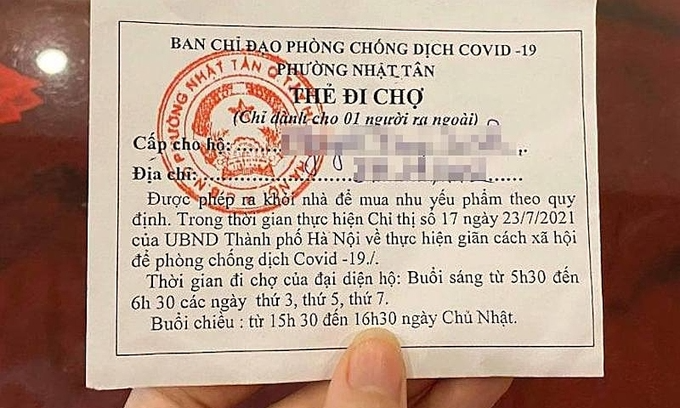 BAN CHỈ ĐẠO PHÒNG CHỐNG DỊCH COVID -19
PHƯỜNG NHẬT TÂN
THẺ ĐI CHỢ
(Chỉ dành cho 01 người ra ngoài)
Cấp cho hộ:
Địa chỉ:
Được phép ra khỏi nhà để mua nhu yếu phẩm theo quy
định. Trong thời gian thực hiện Chỉ thị số 17 ngày 23/7/2021
của UBND Thành phố Hà Nội về thực hiện giãn cách xã hội
để phòng chống dịch Covid -19./.
Thời gian đi chợ của đại diện hộ: Buổi sáng từ 5h30 đến
6h 30 các ngày thứ 3, thứ 5, thứ 7.
Buổi chiều : từ 15h 30 đến 16h30 ngày Chủ Nhật.
PHƯỜNG NHẬT TÂN